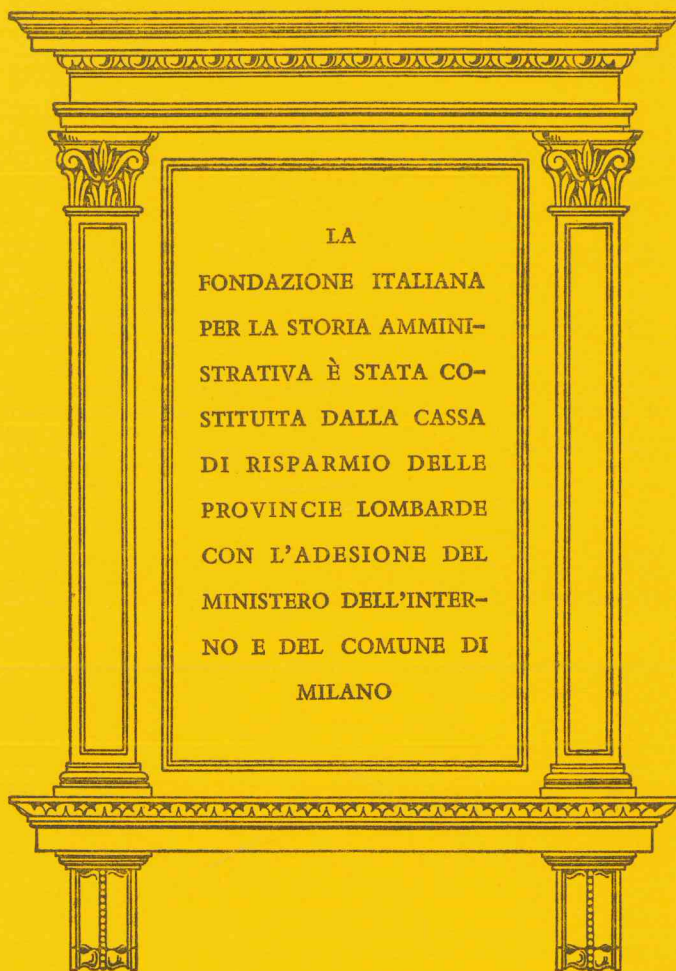 LA
FONDAZIONE ITALIANA
PER LA STORIA AMMINI-
STRATIVA È STATA CO-
STITUITA DALLA CASSA
DI RISPARMIO DELLE
PROVINCIE LOMBARDE
CON L'ADESIONE DEL
MINISTERO DELL'INTER-
NO E DEL COMUNE DI
MILANO